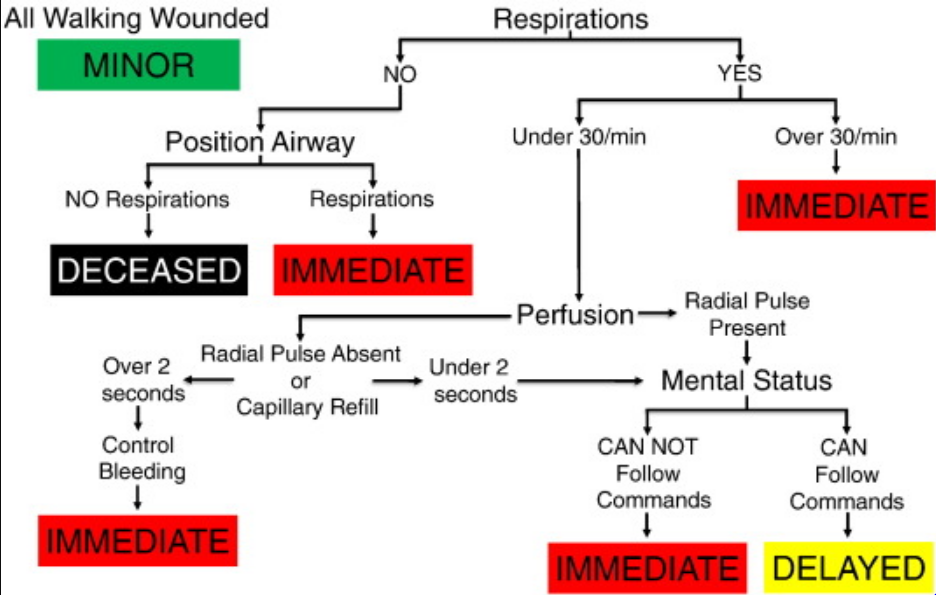 All Walking Wounded
MINOR
Respirations
NO
YES
Position Airway
Under 30/min
Over 30/min
NO Respirations
Respirations
IMMEDIATE
DECEASED
IMMEDIATE
Perfusion
Radial Pulse
Present
Radial Pulse Absent
or
Capillary Refill
Over 2
seconds
Under 2
seconds
Mental Status
Control
Bleeding
CAN NOT
Follow
Commands
CAN
Follow
Commands
IMMEDIATE
IMMEDIATE
DELAYED